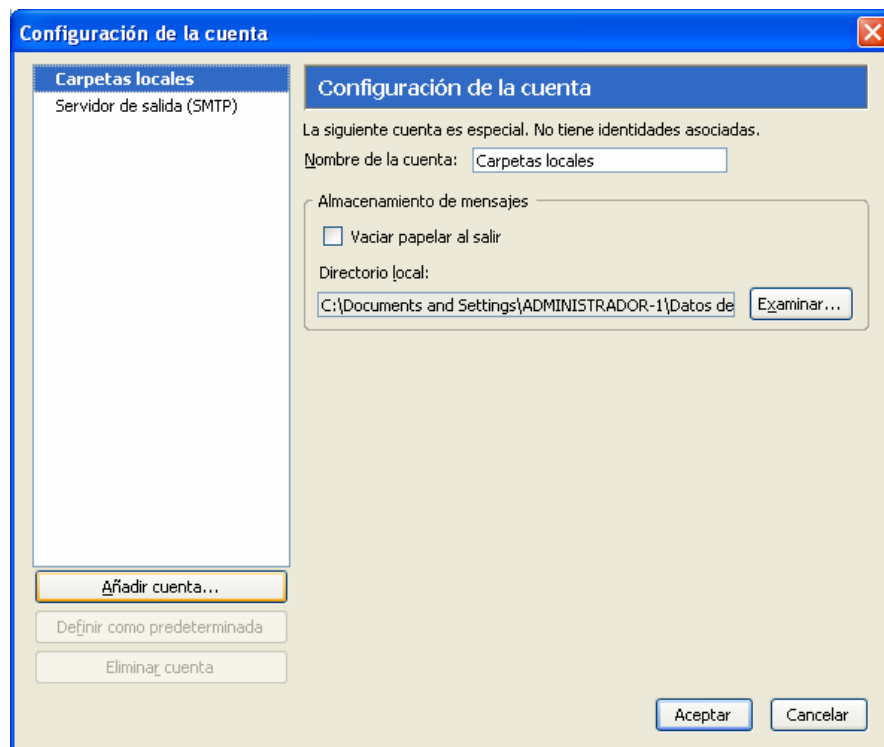 Configuración de la cuenta
Carpetas locales
Servidor de salida (SMTP)
Configuración de la cuenta
La siguiente cuenta es especial. No tiene identidades asociadas.
Nombre de la cuenta: Carpetas locales
Almacenamiento de mensajes
Vaciar papelar al salir
Directorio local:
C:\Documents and Settings\ADMINISTRADOR-1\Datos de Examinar...
Añadir cuenta...
Definir como predeterminada
Eliminar cuenta
Aceptar Cancelar